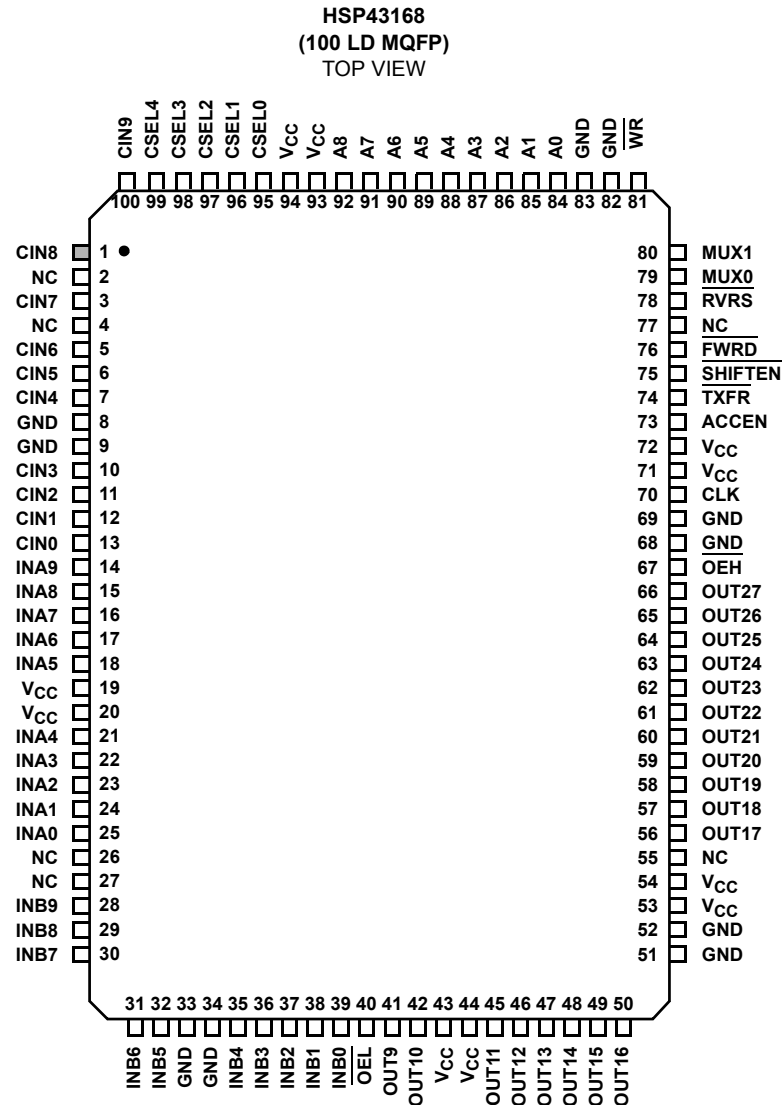 HSP43168
(100 LD MQFP)
TOP VIEW
CIN9 CSEL4 CSEL3 CSEL2 CSEL1 CSEL0 VCC VCC A8 A7 A6 A5 A4 A3 A2 A1 A0 GND GND WR
100 99 98 97 96 95 94 93 92 91 90 89 88 87 86 85 84 83 82 81
CIN8 1 80 MUX1
NC 2 79 MUX0
CIN7 3 78 RVRS
NC 4 77 NC
CIN6 5 76 FWRD
CIN5 6 75 SHIFTEN
CIN4 7 74 TXFR
GND 8 73 ACCEN
GND 9 72 VCC
CIN3 10 71 VCC
CIN2 11 70 CLK
CIN1 12 69 GND
CIN0 13 68 GND
INA9 14 67 OEH
INA8 15 66 OUT27
INA7 16 65 OUT26
INA6 17 64 OUT25
INA5 18 63 OUT24
VCC 19 62 OUT23
VCC 20 61 OUT22
INA4 21 60 OUT21
INA3 22 59 OUT20
INA2 23 58 OUT19
INA1 24 57 OUT18
INA0 25 56 OUT17
NC 26 55 NC
NC 27 54 VCC
INB9 28 53 VCC
INB8 29 52 GND
INB7 30 51 GND
31 32 33 34 35 36 37 38 39 40 41 42 43 44 45 46 47 48 49 50
INB6 INB5 GND GND INB4 INB3 INB2 INB1 INB0 OEL OUT9 OUT10 VCC VCC OUT11 OUT12 OUT13 OUT14 OUT15 OUT16